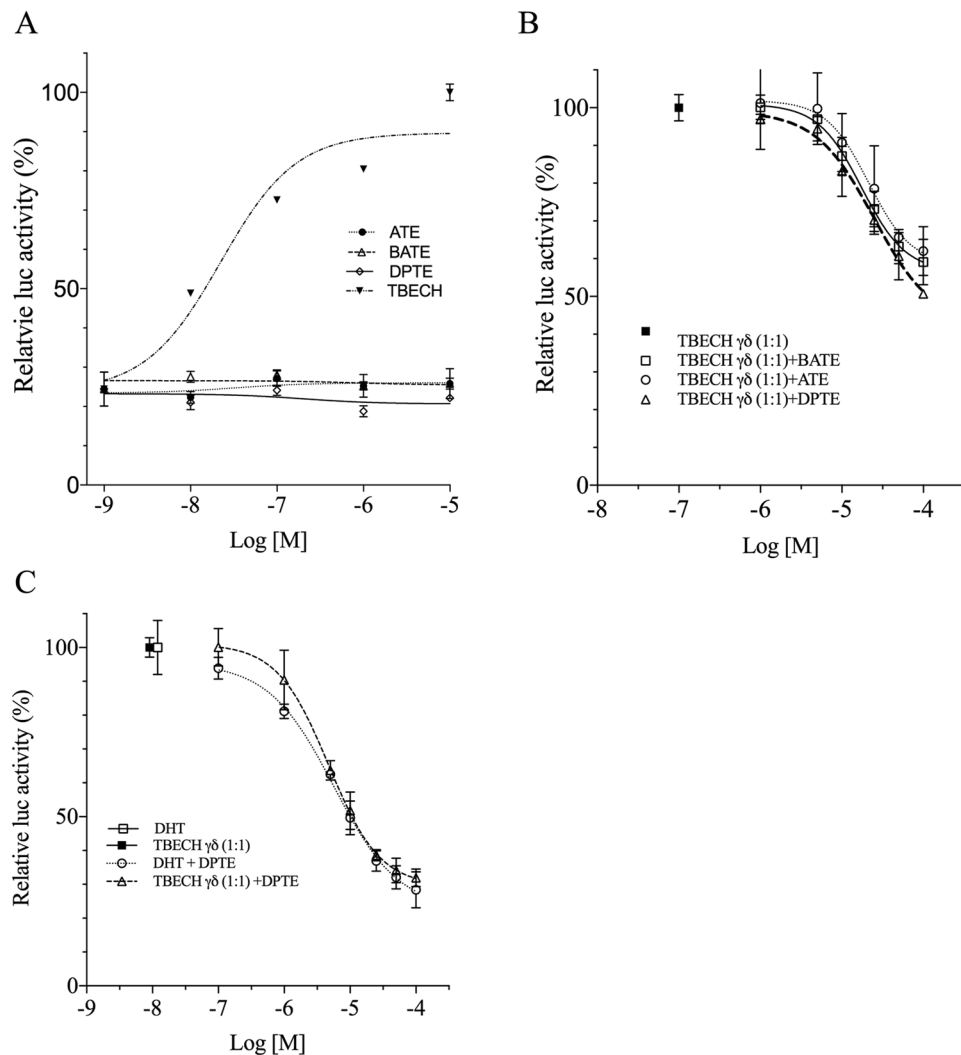 A
Relatvie luc activity (%)
100
50
0
ATE
BATE
DPTE
TBECH
-9 -8 -7 -6 -5
Log [M]
B
Relative luc activity (%)
100
50
0
TBECH γδ (1:1)
TBECH γδ (1:1)+BATE
TBECH γδ (1:1)+ATE
TBECH γδ (1:1)+DPTE
-8 -7 -6 -5 -4
Log [M]
C
Relative luc activity (%)
100
50
0
DHT
TBECH γδ (1:1)
DHT + DPTE
TBECH γδ (1:1) +DPTE
-9 -8 -7 -6 -5 -4
Log [M]